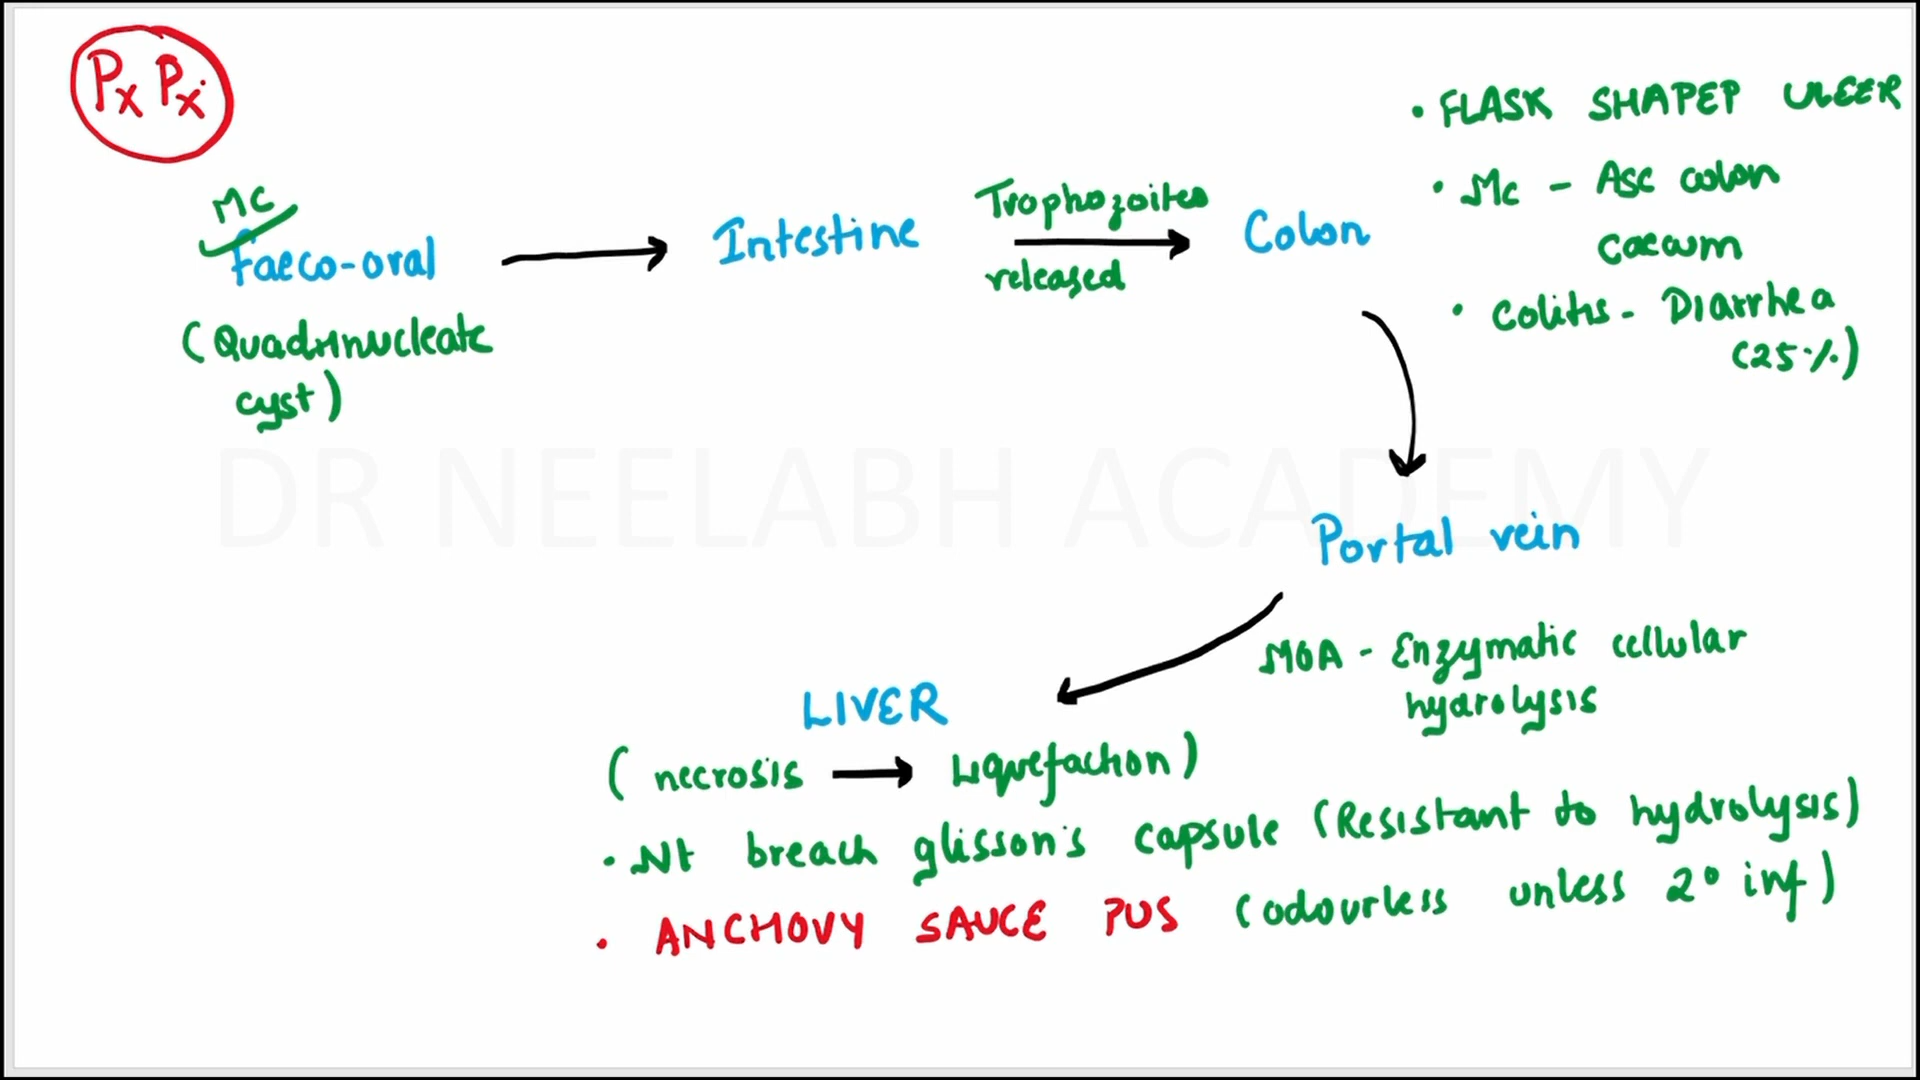 Px Px
MC
Faeco-oral
(Quadrinucleate
cyst)
Intestine
Trophozoites
released
Colon
• FLASK SHAPEP ULCER
• Mc - Asc colon
Caecum
• Colitis - Diarrhea
(25%)
DR NEELABH ACADEMY
Portal vein
MOA - Enzymatic cellular
hydrolysis
LIVER
(necrosis → Liquefaction)
• Nt breach glisson's capsule (Resistant to hydrolysis)
• ANCHOVY SAUCE PUS (odourless unless 2° inf)